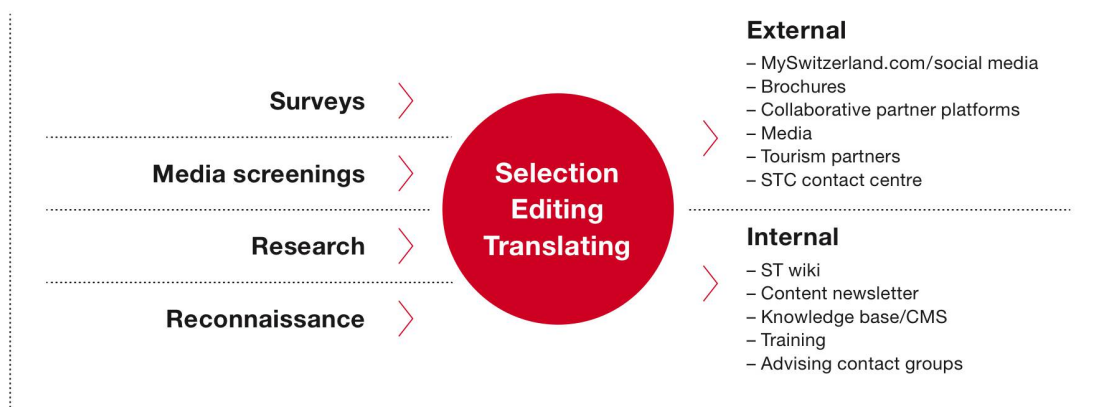 Surveys
Media screenings
Research
Reconnaissance
Selection
Editing
Translating
External
– MySwitzerland.com/social media
– Brochures
– Collaborative partner platforms
– Media
– Tourism partners
– STC contact centre
Internal
– ST wiki
– Content newsletter
– Knowledge base/CMS
– Training
– Advising contact groups